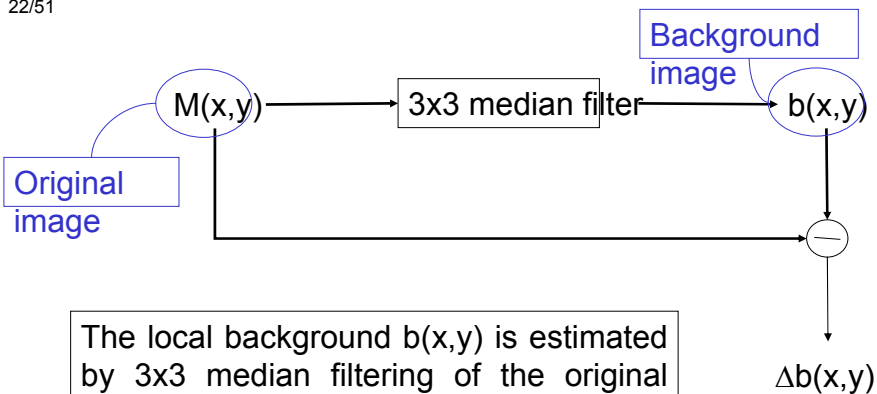 22/51
Background
image
M(x,y)
3x3 median filter
b(x,y)
Original
image
The local background b(x,y) is estimated
by 3x3 median filtering of the original
Δb(x,y)